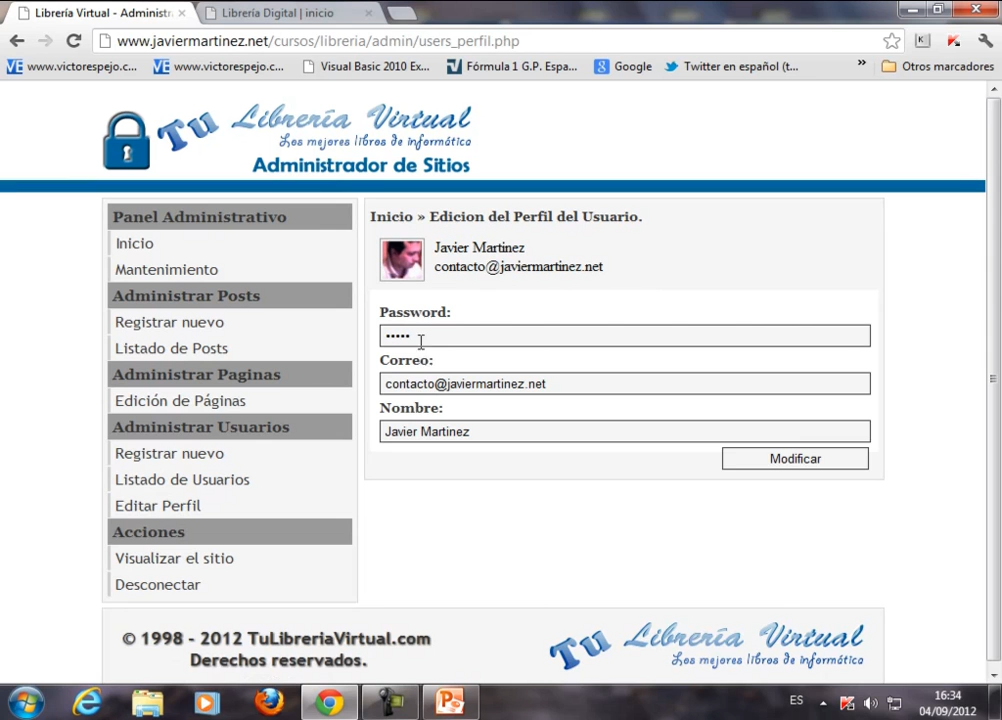 Librería Virtual - Administr
Librería Digital | inicio
www.javiermartinez.net/cursos/libreria/admin/users_perfil.php
www.victorespejo.c...
www.victorespejo.c...
Visual Basic 2010 Ex...
Fórmula 1 G.P. Espa...
Google
Twitter en español (t...
»
Otros marcadores
Tu Librería Virtual
Los mejores libros de informática
Administrador de Sitios
Panel Administrativo
Inicio
Mantenimiento
Administrar Posts
Registrar nuevo
Listado de Posts
Administrar Paginas
Edición de Páginas
Administrar Usuarios
Registrar nuevo
Listado de Usuarios
Editar Perfil
Acciones
Visualizar el sitio
Desconectar
Inicio » Edicion del Perfil del Usuario.
Javier Martinez
contacto@javiermartinez.net
Password:
•••••
Correo:
contacto@javiermartinez.net
Nombre:
Javier Martinez
Modificar
© 1998 - 2012 TuLibreriaVirtual.com
Derechos reservados.
Tu Librería Virtual
Los mejores libros de informática
ES
16:34
04/09/2012